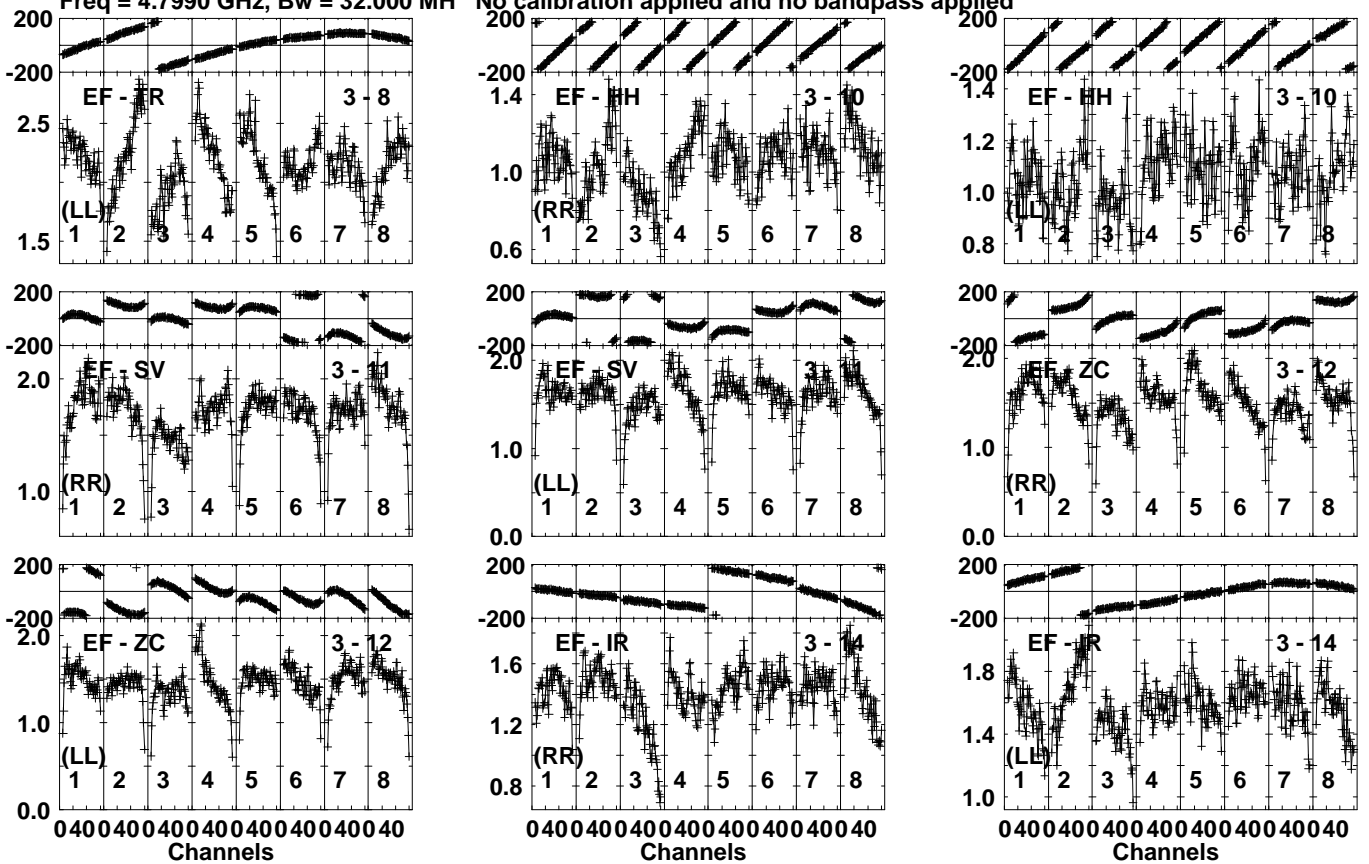 Freq = 4.7990 GHz, Bw = 32.000 MH No calibration applied and no bandpass applied
200 200 200
-200 -200 -200
EF - TR 3 - 8 EF - HH 3 - 10 EF - HH 3 - 10
2.5 1.4 1.4
1.2
1.0 1.0
(LL) (RR) (LL)
1 2 3 4 5 6 7 8 1 2 3 4 5 6 7 8 1 2 3 4 5 6 7 8
1.5 0.6 0.8
200 200 200
-200 -200 -200
2.0 2.0
EF - SV 3 - 11 EF - SV 3 - 11 EF - ZC 3 - 12
2.0
1.0 1.0
1.0
(RR) (LL) (RR)
1 2 3 4 5 6 7 8 1 2 3 4 5 6 7 8 1 2 3 4 5 6 7 8
0.0 0.0
200 200 200
-200 -200 -200
2.0
EF - ZC 3 - 12 EF - IR 3 - 14 EF - IR 3 - 14
1.6 1.8
1.0 1.2 1.4
(LL) (RR) (LL)
1 2 3 4 5 6 7 8 1 2 3 4 5 6 7 8 1 2 3 4 5 6 7 8
0.8 1.0
0.0
0 40 0 40 0 40 0 40 0 40 0 40 0 40 0 40 0 40 0 40 0 40 0 40 0 40 0 40 0 40 0 40 0 40 0 40 0 40 0 40 0 40 0 40 0 40 0 40
Channels Channels Channels